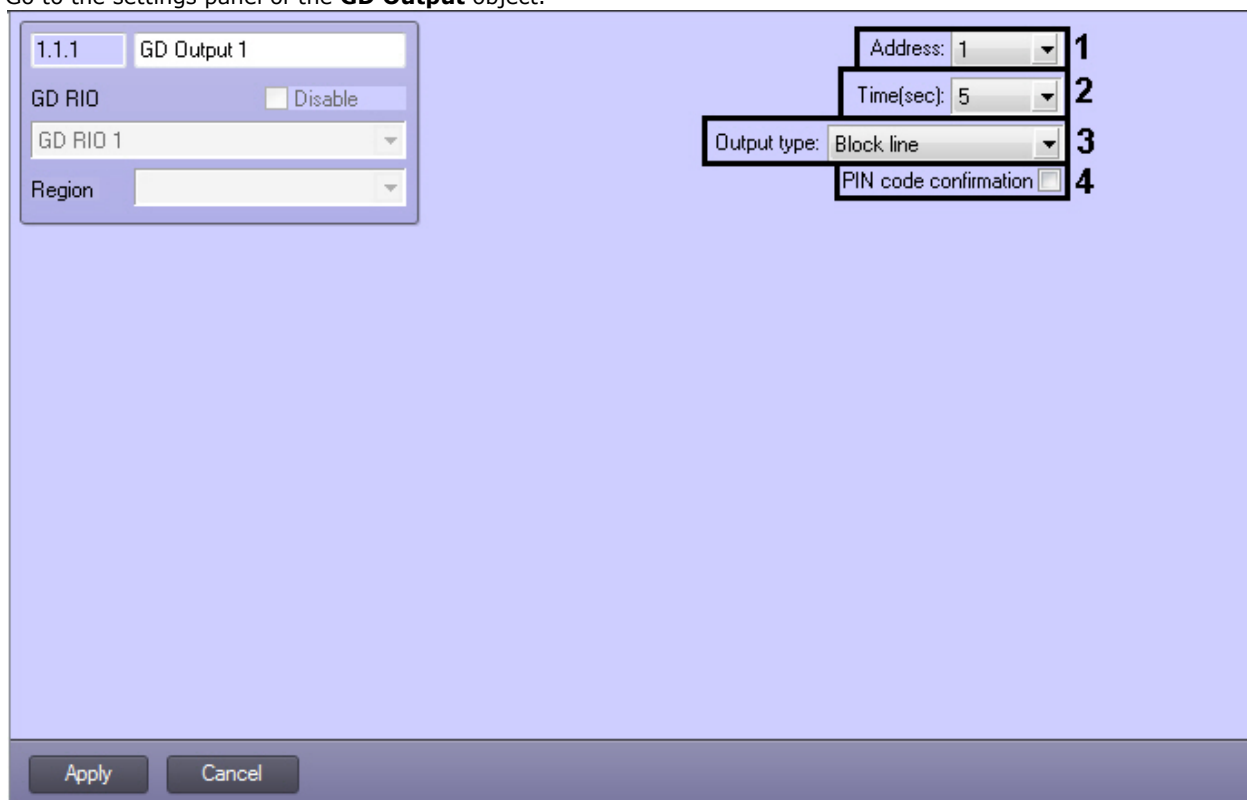 Go to the settings panel of the GD Output object.
1.1.1 GD Output 1
GD RIO Disable
GD RIO 1
Region
Address: 1 1
Time(sec): 5 2
Output type: Block line 3
PIN code confirmation 4
Apply Cancel